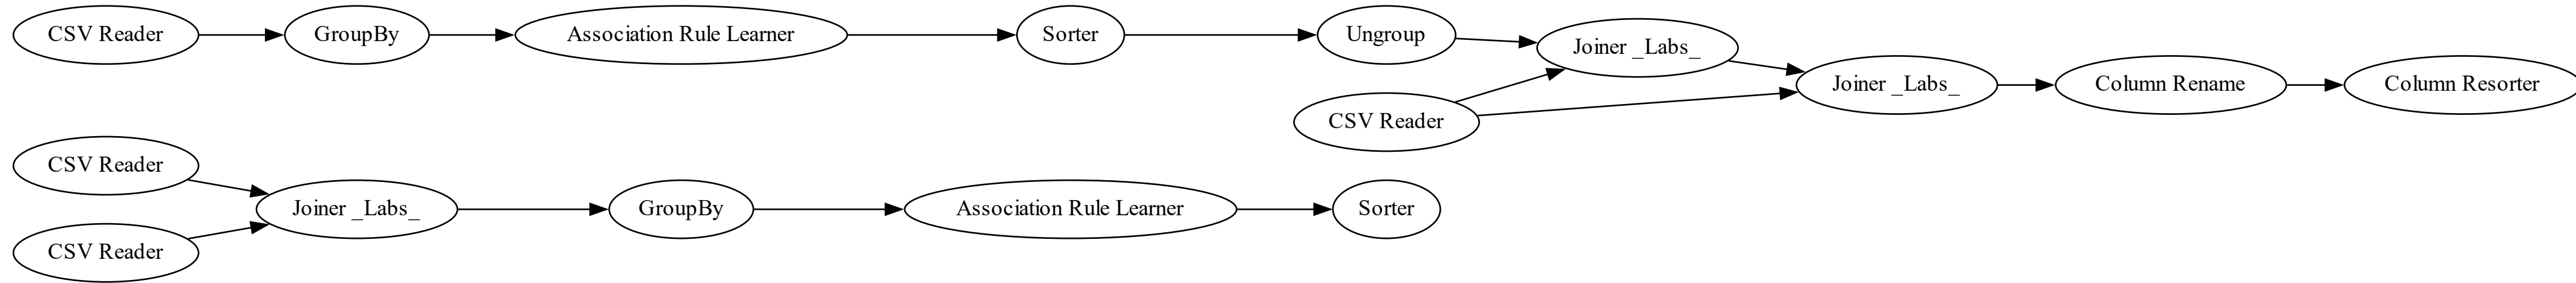 CSV Reader
GroupBy
Association Rule Learner
Sorter
Ungroup
Joiner _Labs_
CSV Reader
Joiner _Labs_
Column Rename
Column Resorter
CSV Reader
CSV Reader
Joiner _Labs_
GroupBy
Association Rule Learner
Sorter